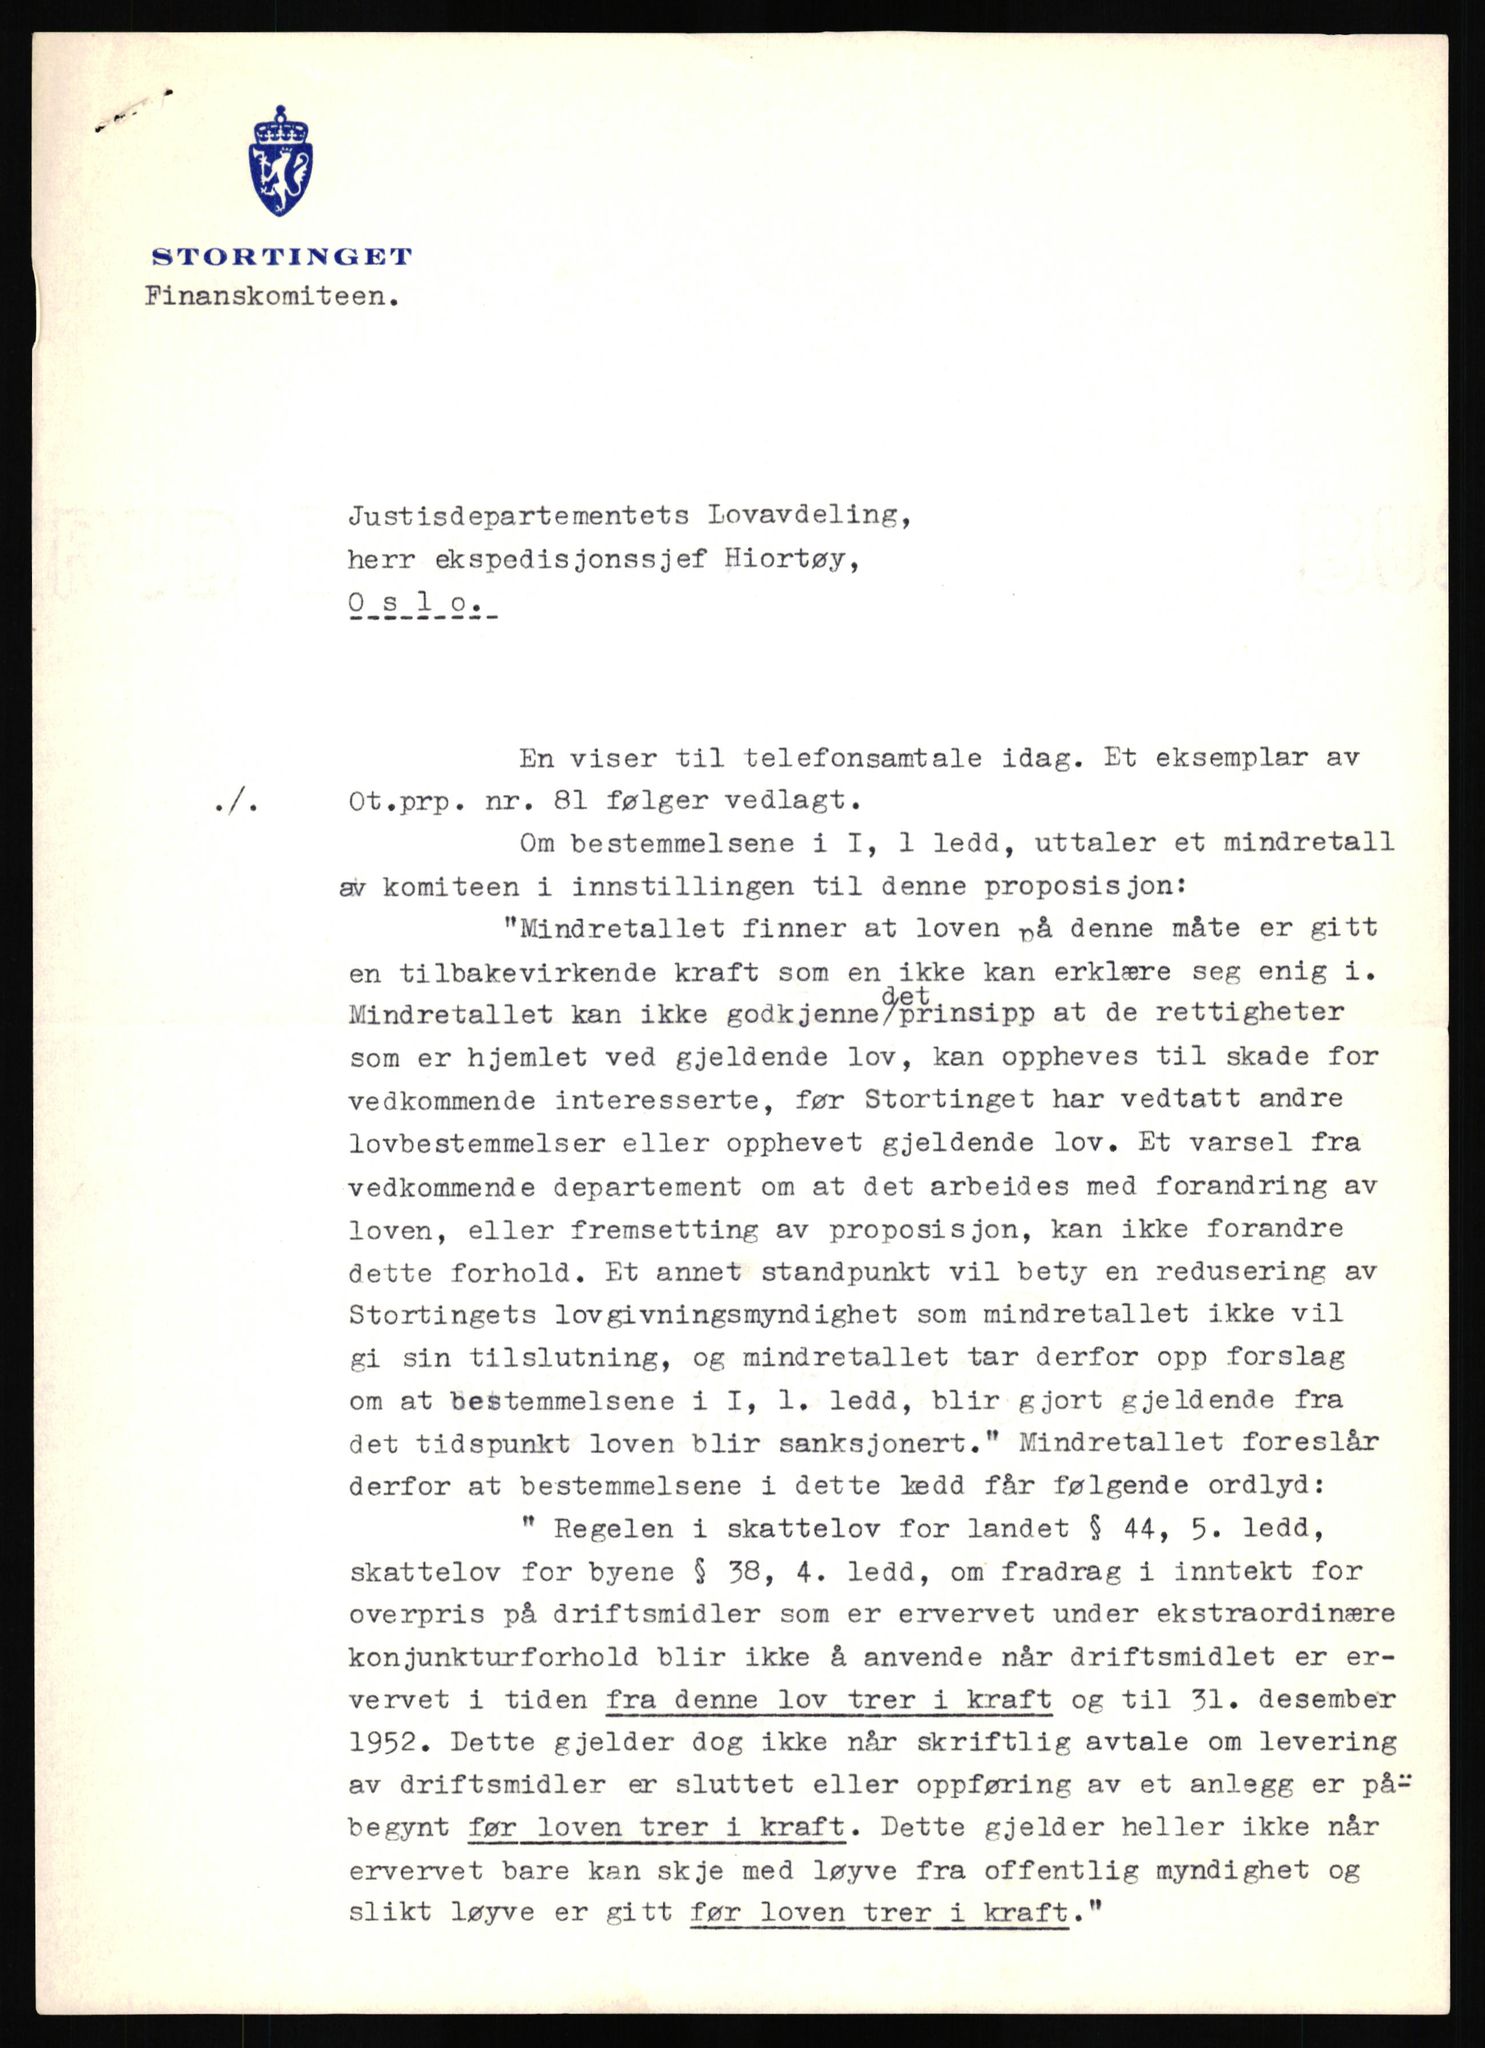 STORTINGET
Finanskomiteen.
Justisdepartementets Lovavdeling,
herr ekspedisjonssjef Hiortøy,
O s l o.
En viser til telefonsamtale idag. Et eksemplar av
./. Ot.prp. nr. 81 følger vedlagt.
Om bestemmelsene i I, 1 ledd, uttaler et mindretall
av komiteen i innstillingen til denne proposisjon:
"Mindretallet finner at loven på denne måte er gitt
en tilbakevirkende kraft som en ikke kan erklære seg enig i.
Mindretallet kan ikke godkjenne/det prinsipp at de rettigheter
som er hjemlet ved gjeldende lov, kan oppheves til skade for
vedkommende interesserte, før Stortinget har vedtatt andre
lovbestemmelser eller opphevet gjeldende lov. Et varsel fra
vedkommende departement om at det arbeides med forandring av
loven, eller fremsetting av proposisjon, kan ikke forandre
dette forhold. Et annet standpunkt vil bety en redusering av
Stortingets lovgivningsmyndighet som mindretallet ikke vil
gi sin tilslutning, og mindretallet tar derfor opp forslag
om at bestemmelsene i I, 1. ledd, blir gjort gjeldende fra
det tidspunkt loven blir sanksjonert." Mindretallet foreslår
derfor at bestemmelsene i dette ledd får følgende ordlyd:
" Regelen i skattelov for landet § 44, 5. ledd,
skattelov for byene § 38, 4. ledd, om fradrag i inntekt for
overpris på driftsmidler som er ervervet under ekstraordinære
konjunkturforhold blir ikke å anvende når driftsmidlet er er-
vervet i tiden fra denne lov trer i kraft og til 31. desember
1952. Dette gjelder dog ikke når skriftlig avtale om levering
av driftsmidler er sluttet eller oppføring av et anlegg er på-
begynt før loven trer i kraft. Dette gjelder heller ikke når
ervervet bare kan skje med løyve fra offentlig myndighet og
slikt løyve er gitt før loven trer i kraft."